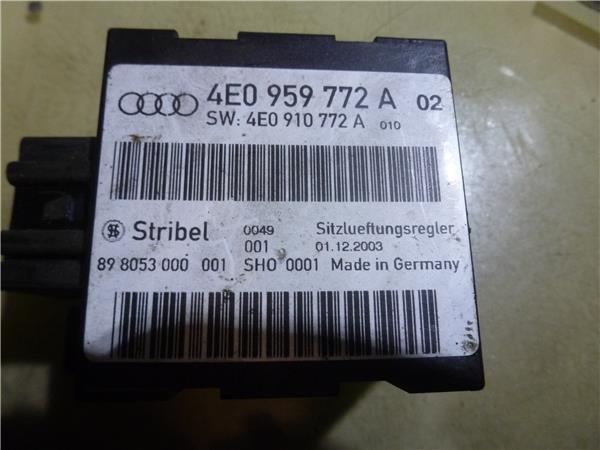 4E0 959 772 A 02
SW: 4E0 910 772 A 010
Stribel 0049 Sitzlueftungsregler
001 01.12.2003
89 8053 000 001 SHO 0001 Made in Germany